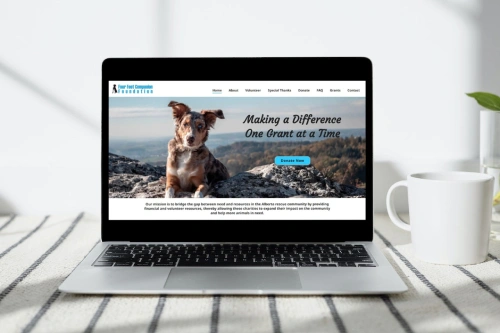 Four Foot Companion
Foundation
Home About Volunteer Special Thanks Donate FAQ Grants Contact
Making a Difference
One Grant at a Time
Donate Now
Our mission is to bridge the gap between need and resources in the Alberta rescue community by providing
financial and volunteer resources, thereby allowing these charities to expand their impact on the community
and help more animals in need.